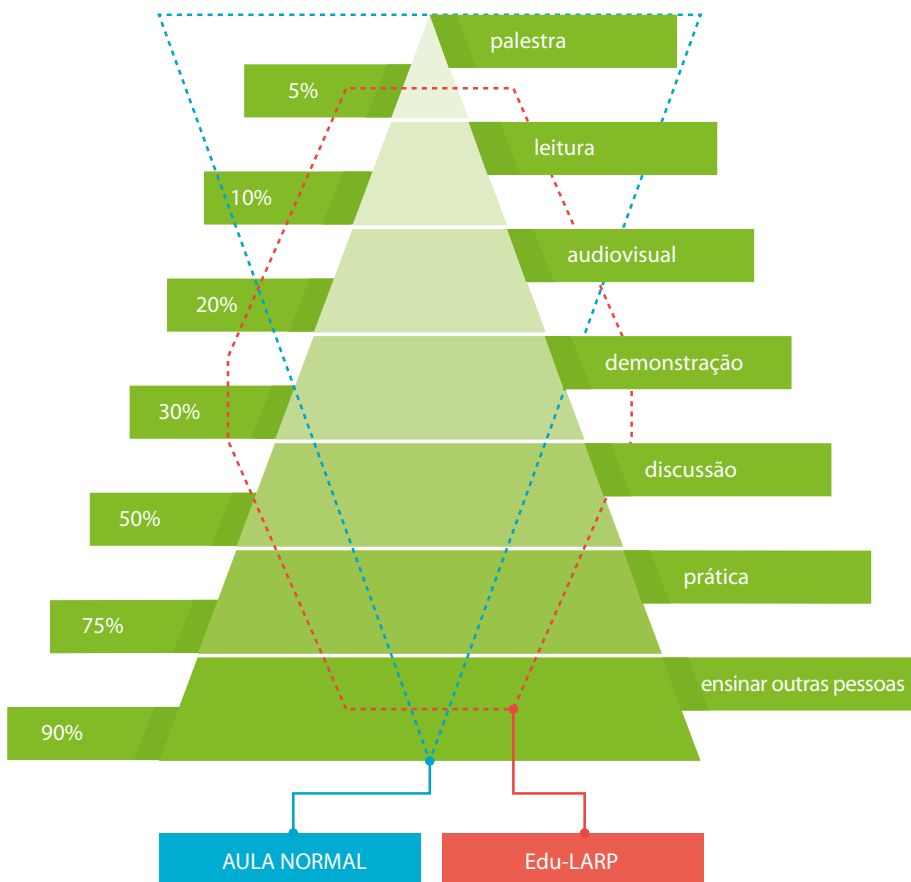 palestra
5%
leitura
10%
audiovisual
20%
demonstração
30%
discussão
50%
prática
75%
ensinar outras pessoas
90%
AULA NORMAL
Edu-LARP